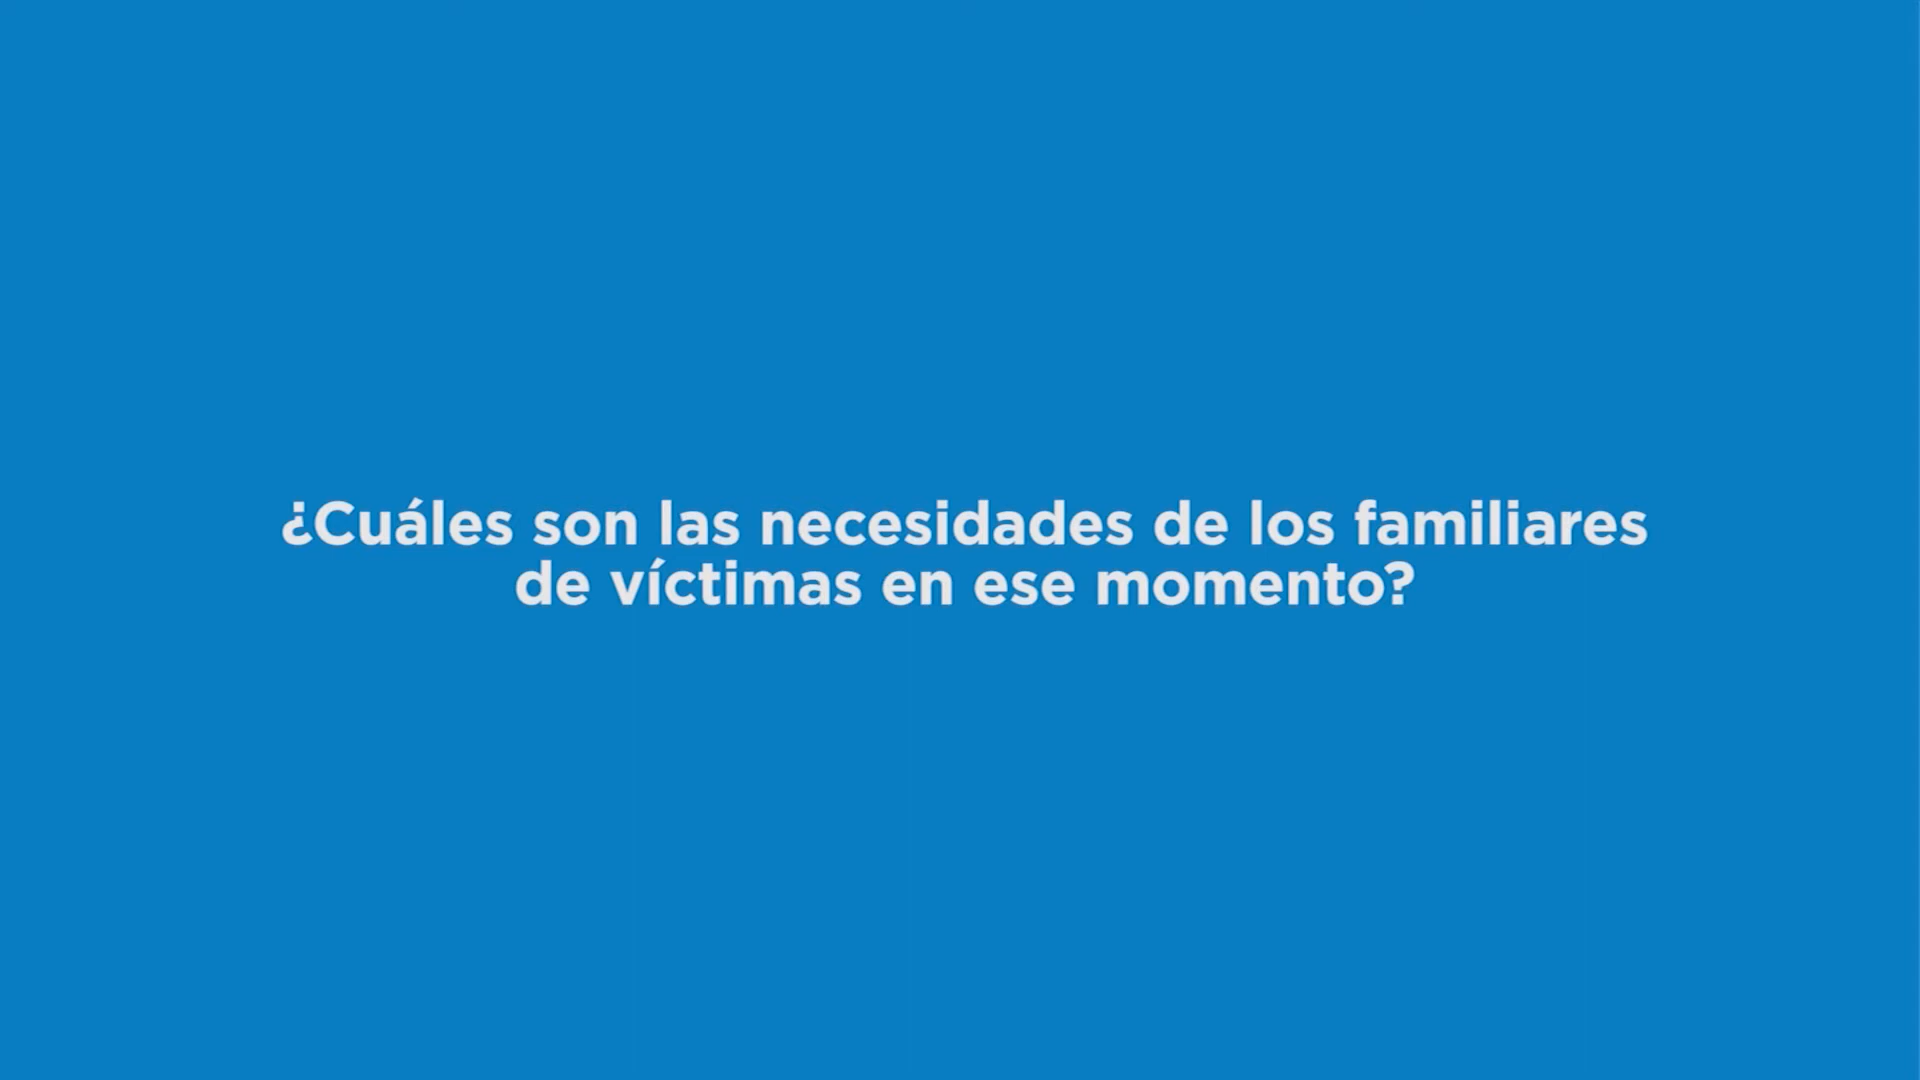 ¿Cuáles son las necesidades de los familiares
de víctimas en ese momento?